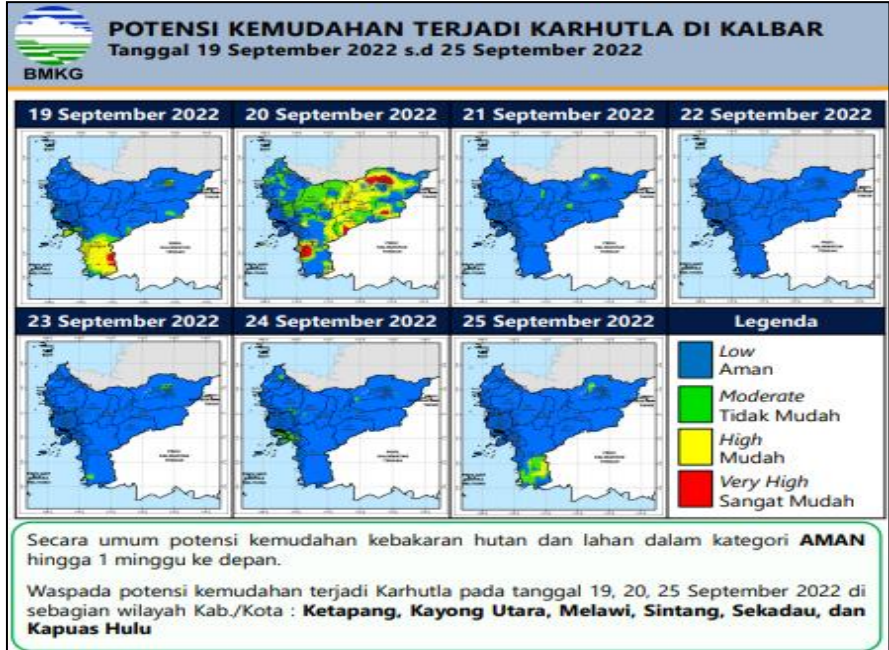 POTENSI KEMUDAHAN TERJADI KARHUTLA DI KALBAR
Tanggal 19 September 2022 s.d 25 September 2022
BMKG
19 September 2022
20 September 2022
21 September 2022
22 September 2022
23 September 2022
24 September 2022
25 September 2022
Legenda
Low
Aman
Moderate
Tidak Mudah
High
Mudah
Very High
Sangat Mudah
Secara umum potensi kemudahan kebakaran hutan dan lahan dalam kategori AMAN
hingga 1 minggu ke depan.
Waspada potensi kemudahan terjadi Karhutla pada tanggal 19, 20, 25 September 2022 di
sebagian wilayah Kab./Kota : Ketapang, Kayong Utara, Melawi, Sintang, Sekadau, dan
Kapuas Hulu